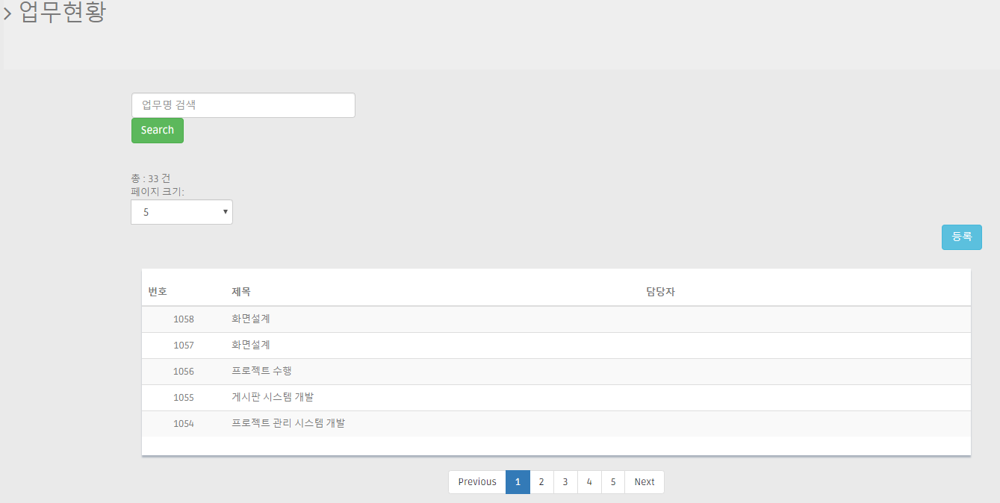 > 업무현황
업무명 검색
Search
총 : 33 건
페이지 크기:
5
등록
번호 제목 담당자
1058 화면설계
1057 화면설계
1056 프로젝트 수행
1055 게시판 시스템 개발
1054 프로젝트 관리 시스템 개발
Previous 1 2 3 4 5 Next